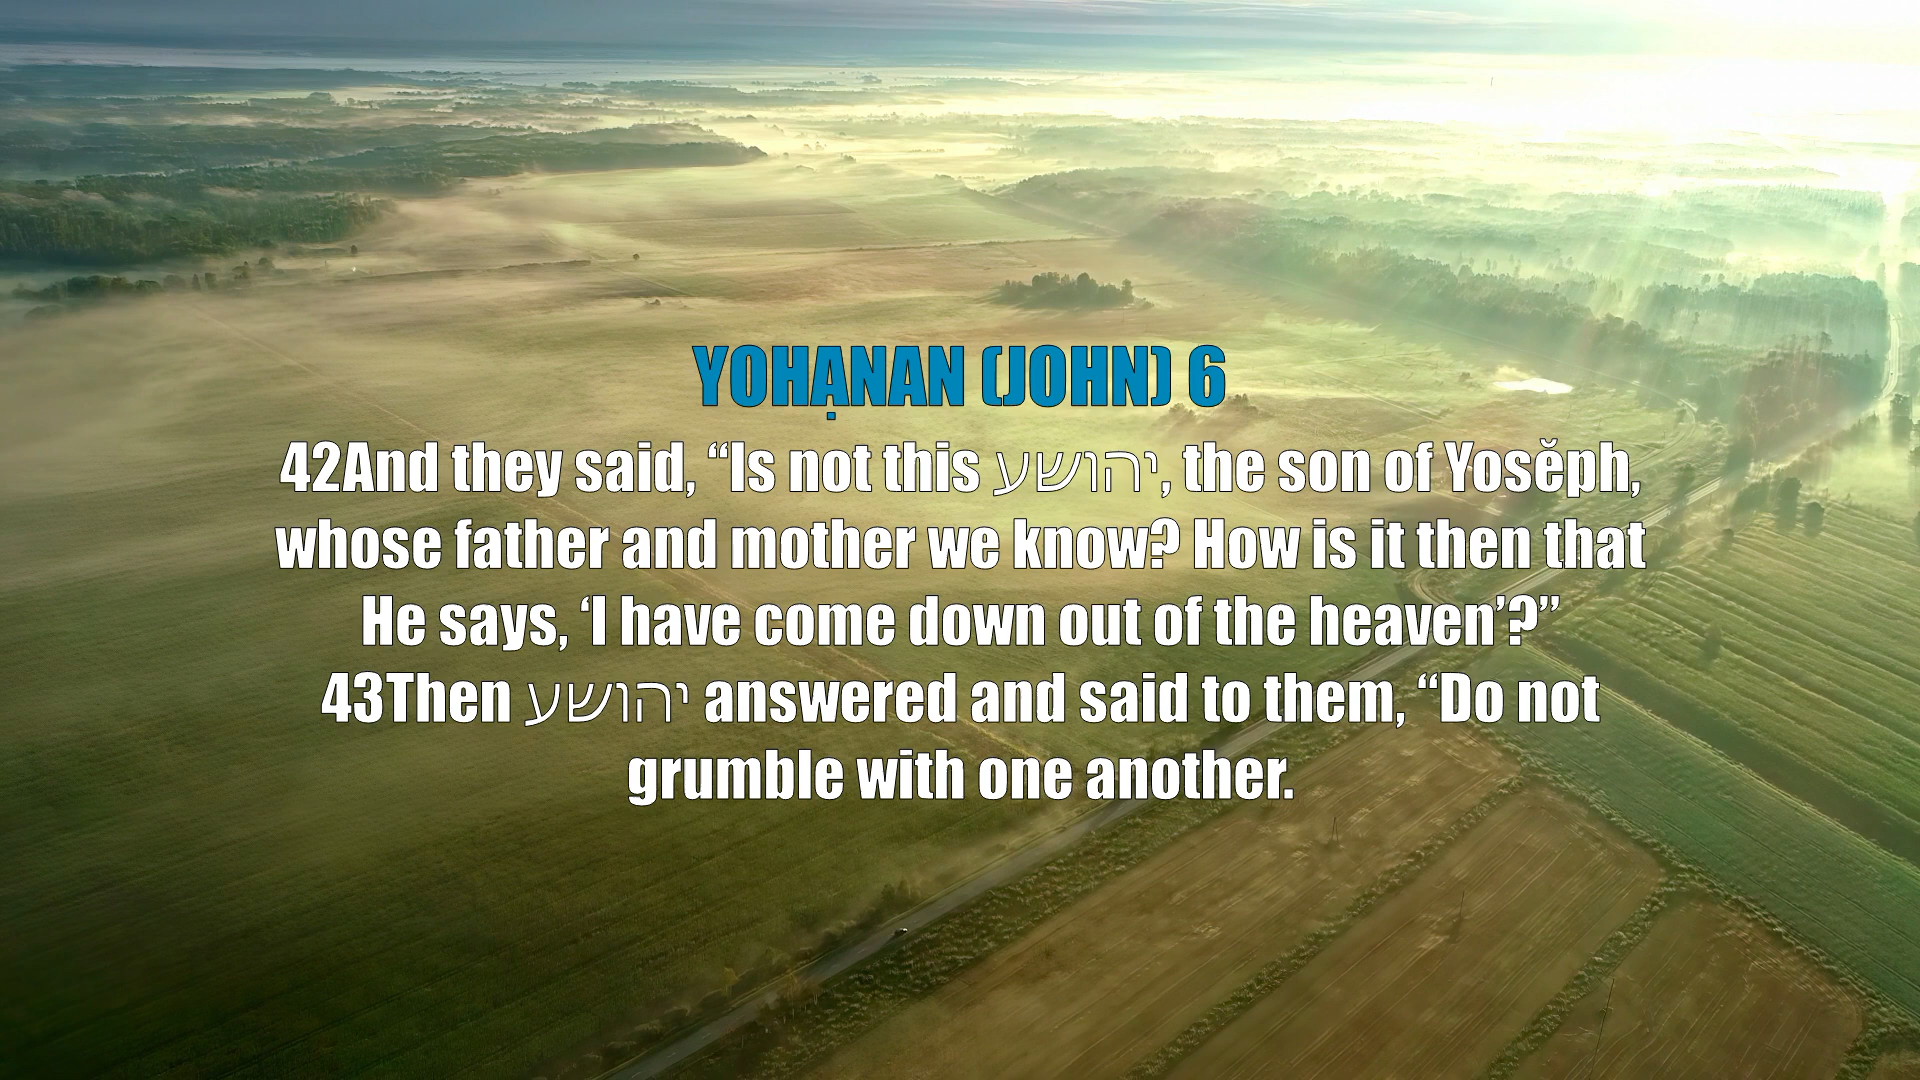 YOHẠNAN (JOHN) 6
42And they said, “Is not this יהושע, the son of Yosĕph,
whose father and mother we know? How is it then that
He says, ‘I have come down out of the heaven’?”
43Then יהושע answered and said to them, “Do not
grumble with one another.